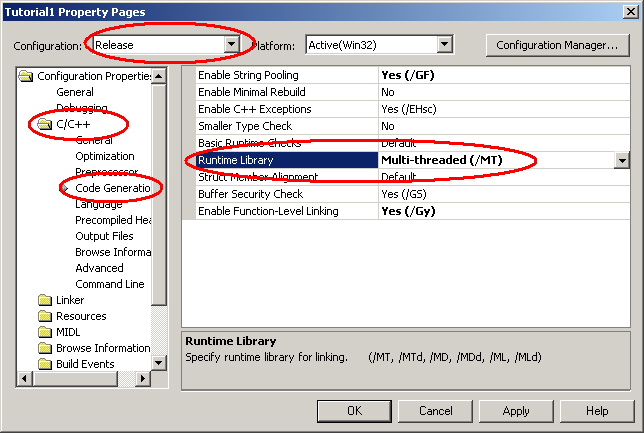 Tutorial1 Property Pages
Configuration: Release Platform: Active(Win32) Configuration Manager...
Configuration Properties
General
Debugging
C/C++
General
Optimization
Preprocessor
Code Generatio
Language
Precompiled Hea
Output Files
Browse Informa
Advanced
Command Line
Linker
Resources
MIDL
Browse Information
Build Events
Enable String Pooling Yes (/GF)
Enable Minimal Rebuild No
Enable C++ Exceptions Yes (/EHsc)
Smaller Type Check No
Basic Runtime Checks Default
Runtime Library Multi-threaded (/MT)
Struct Member Alignment Default
Buffer Security Check Yes (/GS)
Enable Function-Level Linking Yes (/Gy)
Runtime Library
Specify runtime library for linking. (/MT, /MTd, /MD, /MDd, /ML, /MLd)
OK Cancel Apply Help